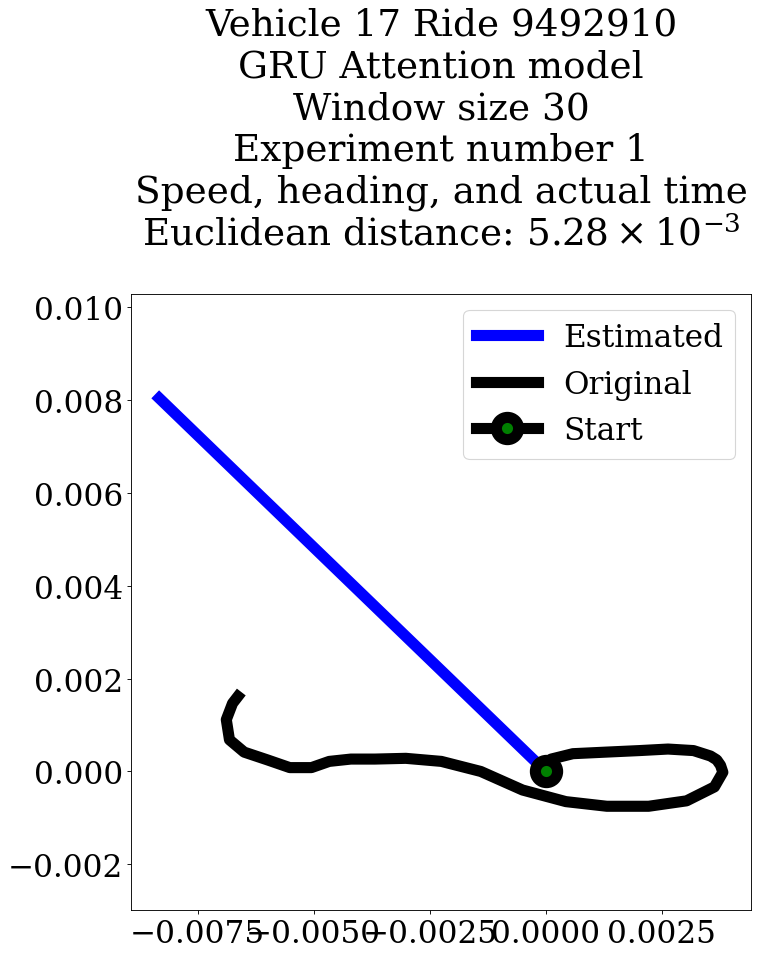 Vehicle 17 Ride 9492910
GRU Attention model
Window size 30
Experiment number 1
Speed, heading, and actual time
Euclidean distance: 5.28 × 10⁻³
0.010
0.008
0.006
0.004
0.002
0.000
−0.002
Estimated
Original
Start
−0.0075 −0.0050 −0.0025 0.0000 0.0025